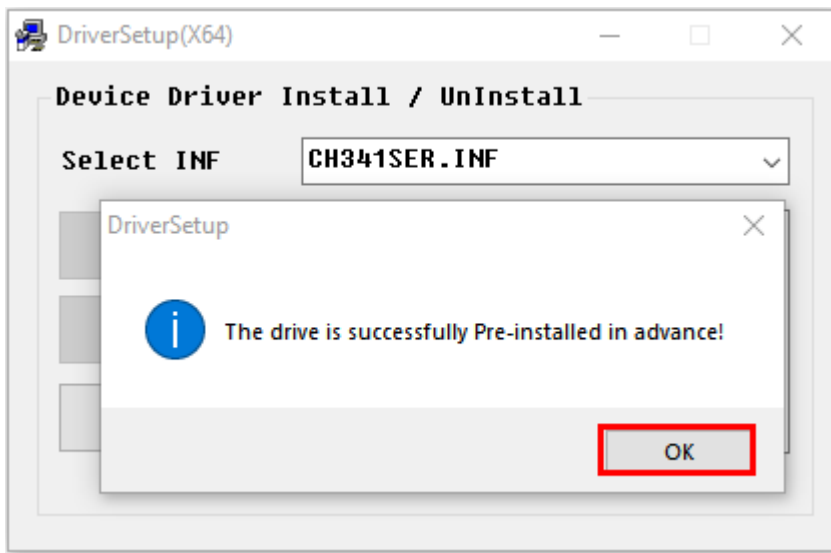 DriverSetup(X64)
Device Driver Install / UnInstall
Select INF
CH341SER.INF
DriverSetup
The drive is successfully Pre-installed in advance!
OK